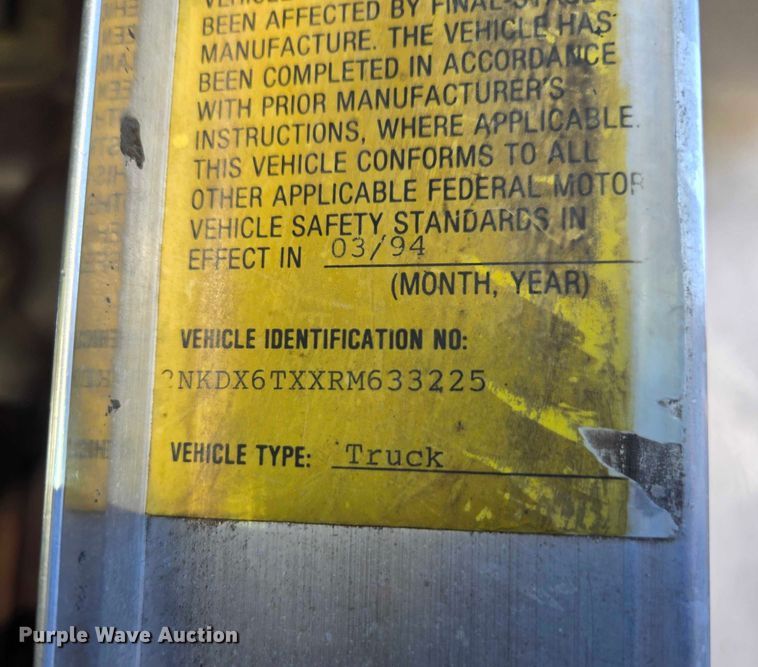 BEEN AFFECTED BY FINAL-STAGE
MANUFACTURE. THE VEHICLE HAS
BEEN COMPLETED IN ACCORDANCE
WITH PRIOR MANUFACTURER'S
INSTRUCTIONS, WHERE APPLICABLE.
THIS VEHICLE CONFORMS TO ALL
OTHER APPLICABLE FEDERAL MOTOR
VEHICLE SAFETY STANDARDS IN
EFFECT IN 03/94
(MONTH, YEAR)
VEHICLE IDENTIFICATION NO:
2NKDX6TXXRM633225
VEHICLE TYPE: Truck
Purple Wave Auction